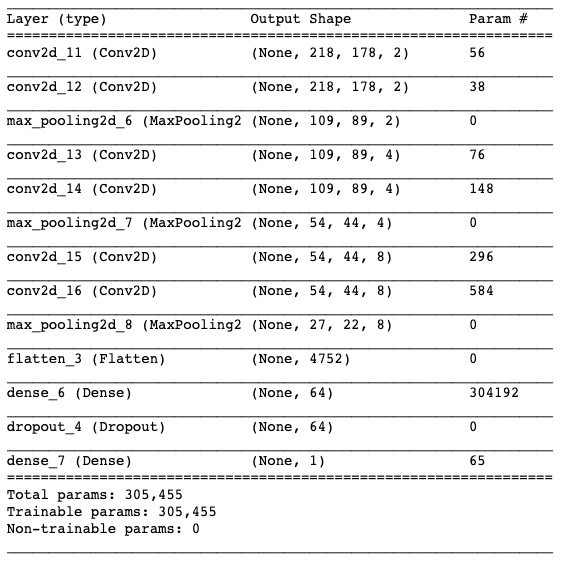 Layer (type)                 Output Shape              Param #
=================================================================
conv2d_11 (Conv2D)           (None, 218, 178, 2)       56
conv2d_12 (Conv2D)           (None, 218, 178, 2)       38
max_pooling2d_6 (MaxPooling2 (None, 109, 89, 2)        0
conv2d_13 (Conv2D)           (None, 109, 89, 4)        76
conv2d_14 (Conv2D)           (None, 109, 89, 4)        148
max_pooling2d_7 (MaxPooling2 (None, 54, 44, 4)         0
conv2d_15 (Conv2D)           (None, 54, 44, 8)         296
conv2d_16 (Conv2D)           (None, 54, 44, 8)         584
max_pooling2d_8 (MaxPooling2 (None, 27, 22, 8)         0
flatten_3 (Flatten)          (None, 4752)              0
dense_6 (Dense)              (None, 64)                304192
dropout_4 (Dropout)          (None, 64)                0
dense_7 (Dense)              (None, 1)                 65
=================================================================
Total params: 305,455
Trainable params: 305,455
Non-trainable params: 0